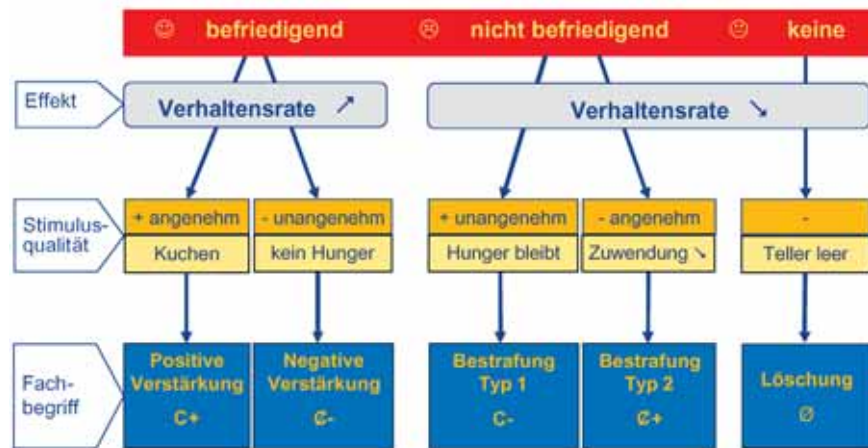 ☺ befriedigend ☹ nicht befriedigend 😐 keine
Effekt
Verhaltensrate ↗
Verhaltensrate ↘
Stimulus-
qualität
+ angenehm - unangenehm + unangenehm - angenehm -
Kuchen kein Hunger Hunger bleibt Zuwendung ↘ Teller leer
Fach-
begriff
Positive
Verstärkung
C+
Negative
Verstärkung
₵-
Bestrafung
Typ 1
C-
Bestrafung
Typ 2
₵+
Löschung
Ø